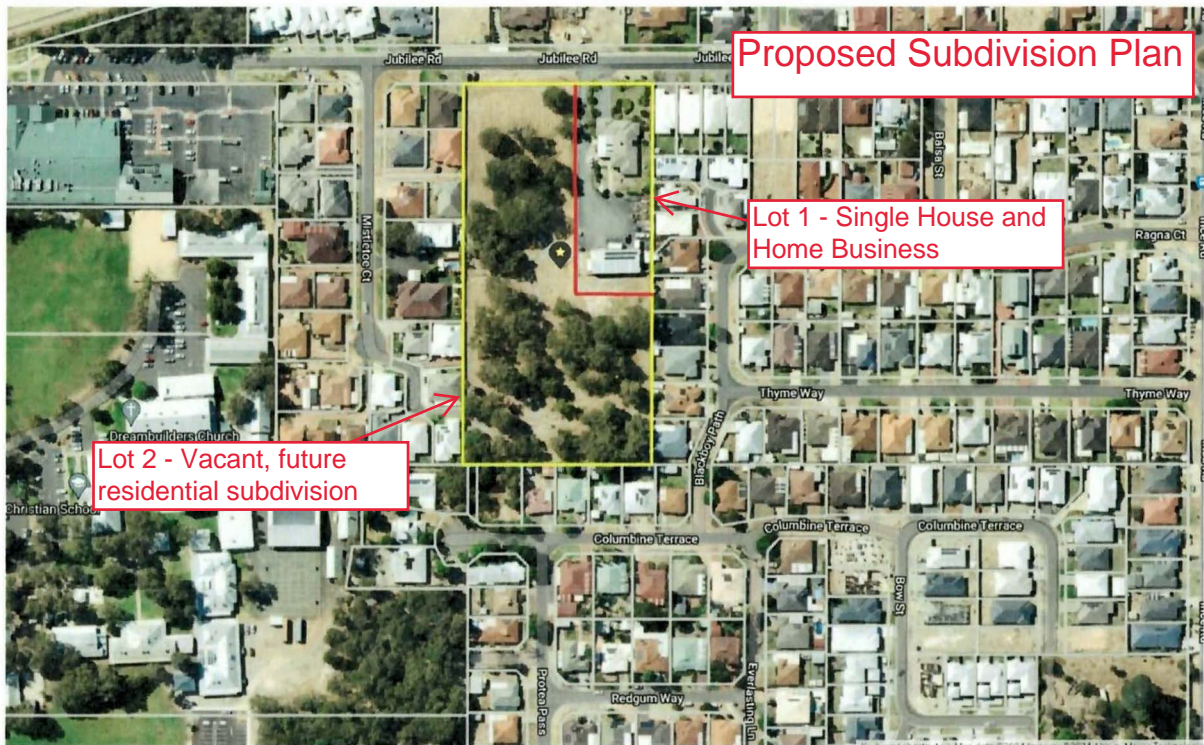 Jubilee Rd
Jubilee Rd
Jubilee
Proposed Subdivision Plan
Balsa St
Lot 1 - Single House and
Home Business
Ragna Ct
Mistletoe Ct
Thyme Way
Thyme Way
Dreambuilders Church
Blackboy Path
Lot 2 - Vacant, future
residential subdivision
Christian School
Columbine Terrace
Columbine Terrace
Columbine Terrace
Bow St
Protea Pass
Redgum Way
Everlasting Ln